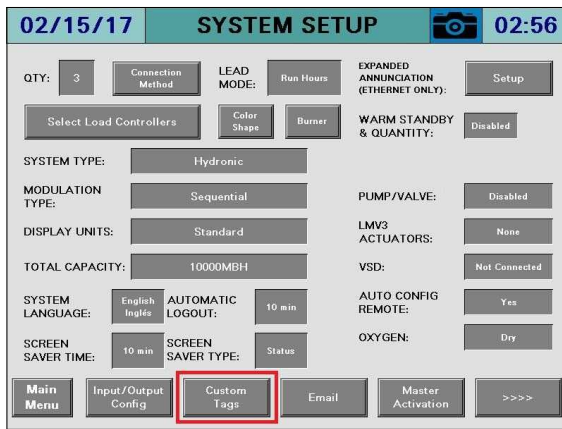 02/15/17 SYSTEM SETUP 02:56
QTY: 3 Connection Method LEAD MODE: Run Hours EXPANDED ANNUNCIATION (ETHERNET ONLY): Setup
Select Load Controllers Color Shape Burner WARM STANDBY & QUANTITY: Disabled
SYSTEM TYPE: Hydronic
MODULATION TYPE: Sequential PUMP/VALVE: Disabled
DISPLAY UNITS: Standard LMV3 ACTUATORS: None
TOTAL CAPACITY: 10000MBH VSD: Not Connected
SYSTEM LANGUAGE: English Inglés AUTOMATIC LOGOUT: 10 min AUTO CONFIG REMOTE: Yes
SCREEN SAVER TIME: 10 min SCREEN SAVER TYPE: Status OXYGEN: Dry
Main Menu Input/Output Config Custom Tags Email Master Activation >>>>